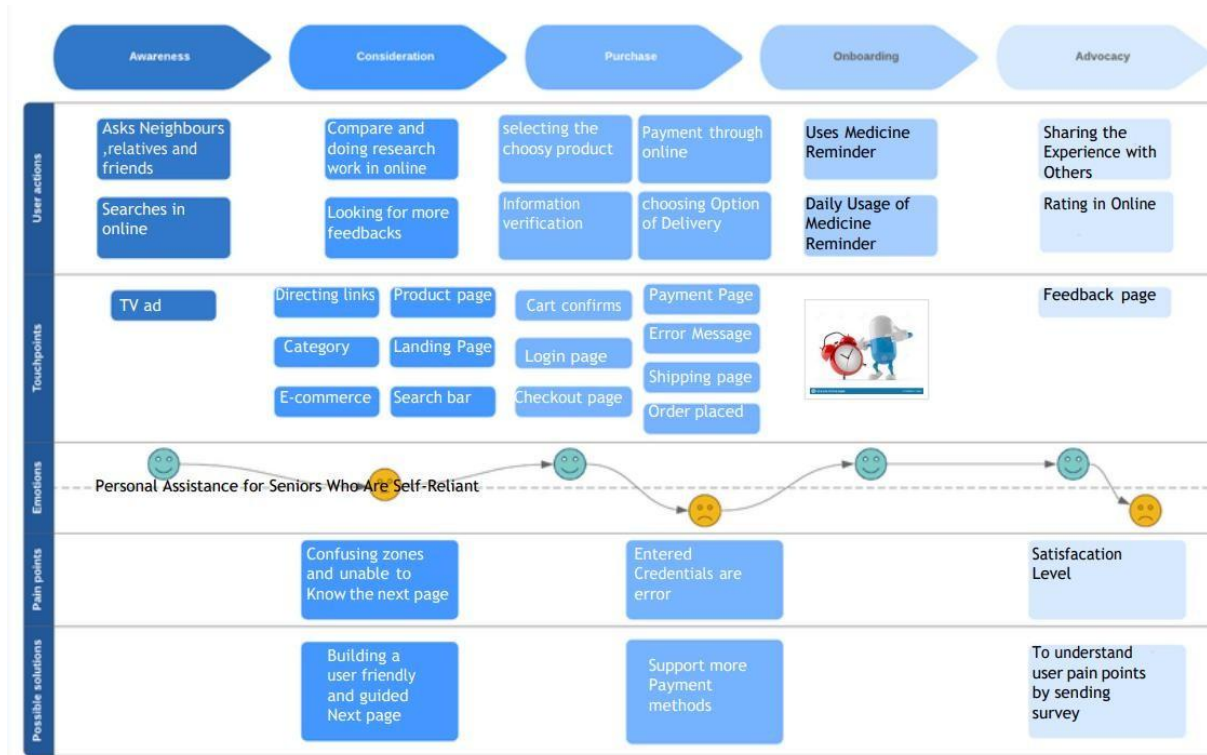 Awareness
Consideration
Purchase
Onboarding
Advocacy
User actions
Asks Neighbours
,relatives and
friends
Searches in
online
Compare and
doing research
work in online
Looking for more
feedbacks
selecting the
choosy product
Information
verification
Payment through
online
choosing Option
of Delivery
Uses Medicine
Reminder
Daily Usage of
Medicine
Reminder
Sharing the
Experience with
Others
Rating in Online
Touchpoints
TV ad
Directing links
Product page
Category
Landing Page
E-commerce
Search bar
Cart confirms
Login page
Checkout page
Payment Page
Error Message
Shipping page
Order placed
Feedback page
Emotions
Personal Assistance for Seniors Who Are Self-Reliant
Pain points
Confusing zones
and unable to
Know the next page
Entered
Credentials are
error
Satisfacation
Level
Possible solutions
Building a
user friendly
and guided
Next page
Support more
Payment
methods
To understand
user pain points
by sending
survey